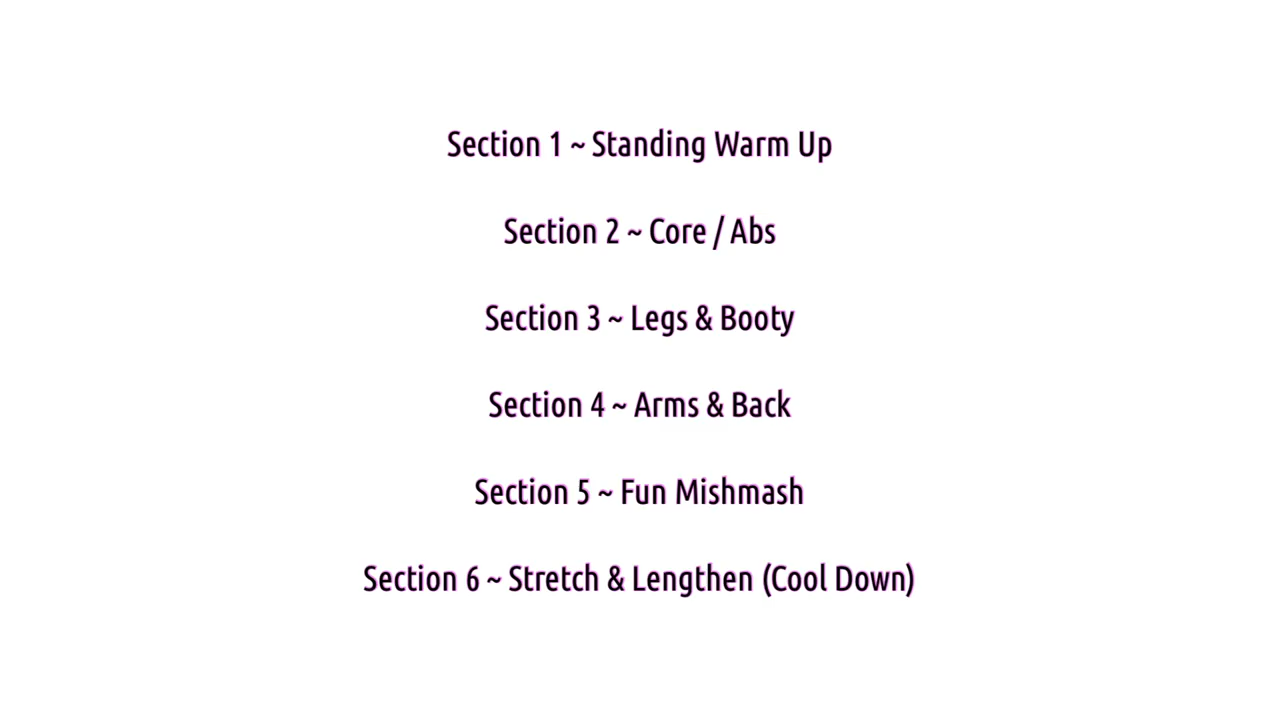 Section 1 ~ Standing Warm Up
Section 2 ~ Core / Abs
Section 3 ~ Legs & Booty
Section 4 ~ Arms & Back
Section 5 ~ Fun Mishmash
Section 6 ~ Stretch & Lengthen (Cool Down)